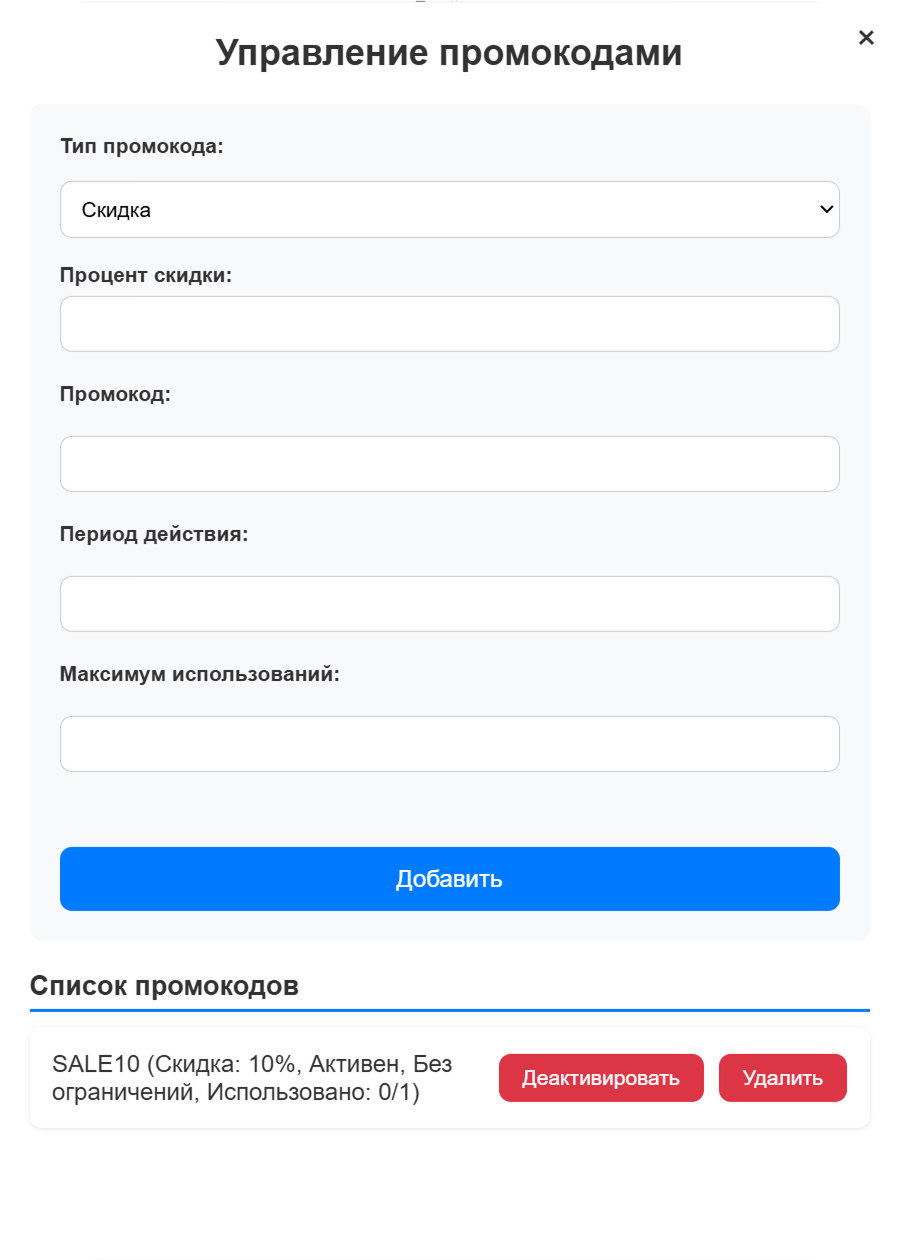 Управление промокодами
×
Тип промокода:
Скидка
Процент скидки:
Промокод:
Период действия:
Максимум использований:
Добавить
Список промокодов
SALE10 (Скидка: 10%, Активен, Без
ограничений, Использовано: 0/1)
Деактивировать
Удалить